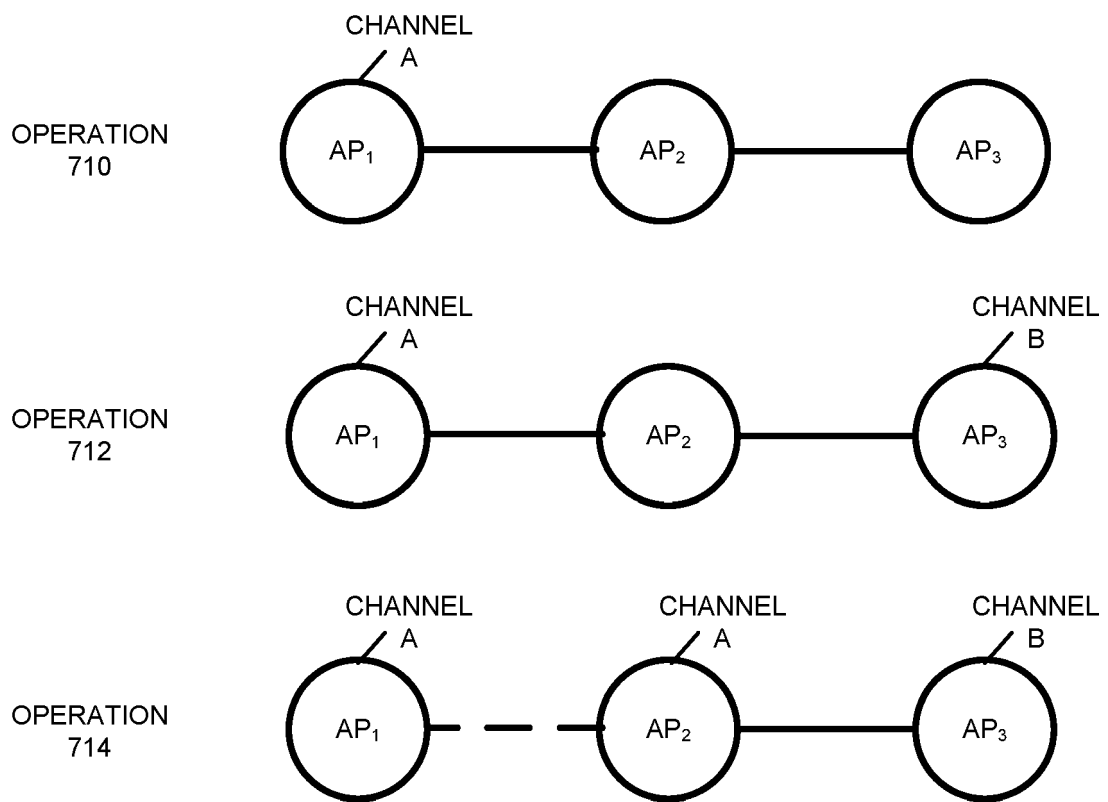 CHANNEL
A
OPERATION
710
AP₁
AP₂
AP₃
CHANNEL
A
CHANNEL
B
OPERATION
712
AP₁
AP₂
AP₃
CHANNEL
A
CHANNEL
A
CHANNEL
B
OPERATION
714
AP₁
AP₂
AP₃